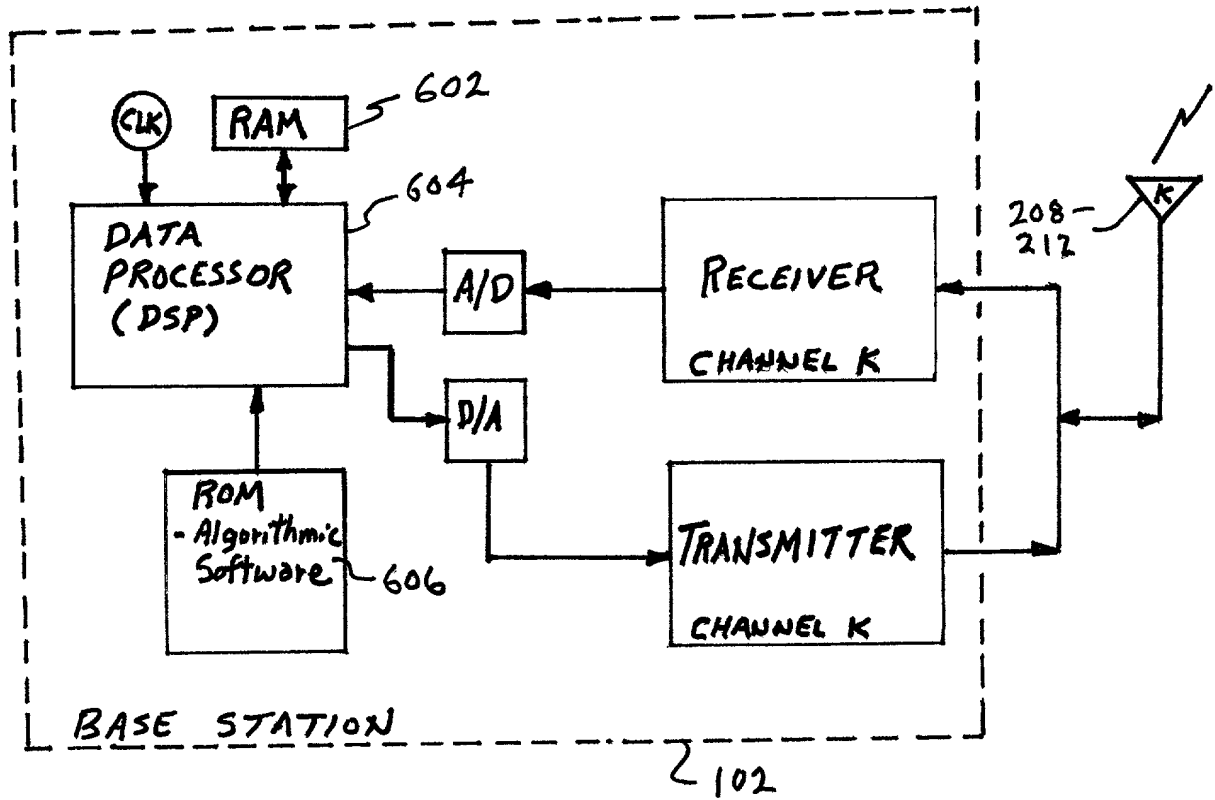 CLK
RAM
602
604
DATA
PROCESSOR
(DSP)
A/D
RECEIVER
CHANNEL K
K
208-
212
D/A
ROM
- Algorithmic
Software
606
TRANSMITTER
CHANNEL K
BASE STATION
102